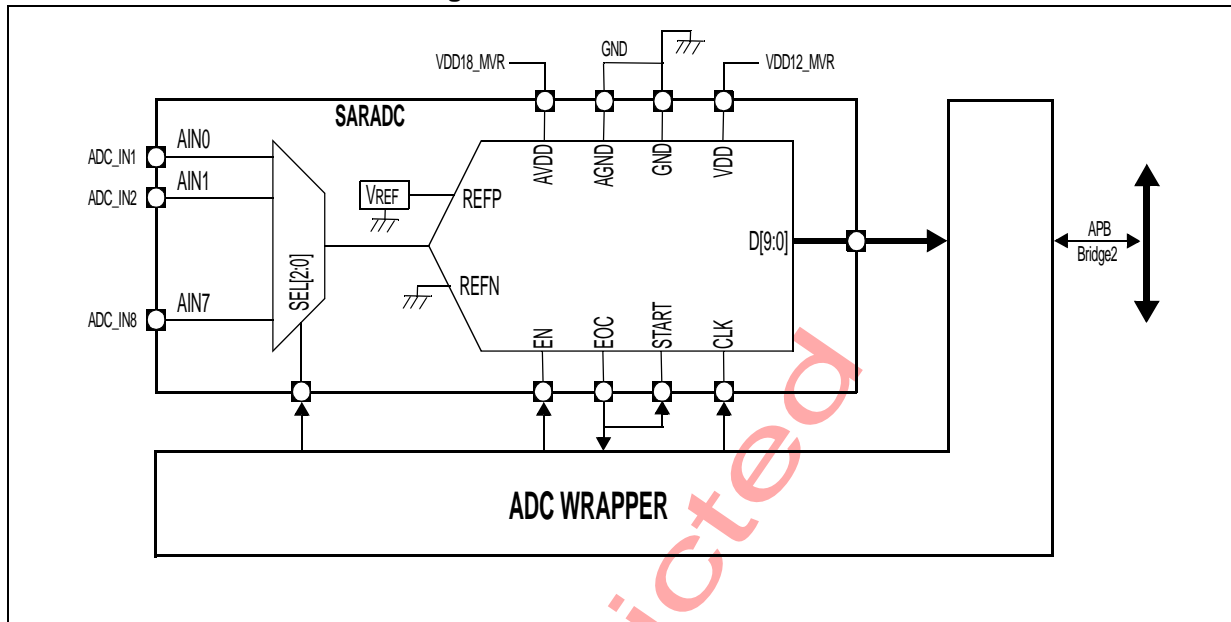 GND
VDD18_MVR
VDD12_MVR
SARADC
ADC_IN1
AIN0
ADC_IN2
AIN1
ADC_IN8
AIN7
SEL[2:0]
VREF
REFP
REFN
AVDD
AGND
GND
VDD
D[9:0]
EN
EOC
START
CLK
APB
Bridge2
ADC WRAPPER
icted